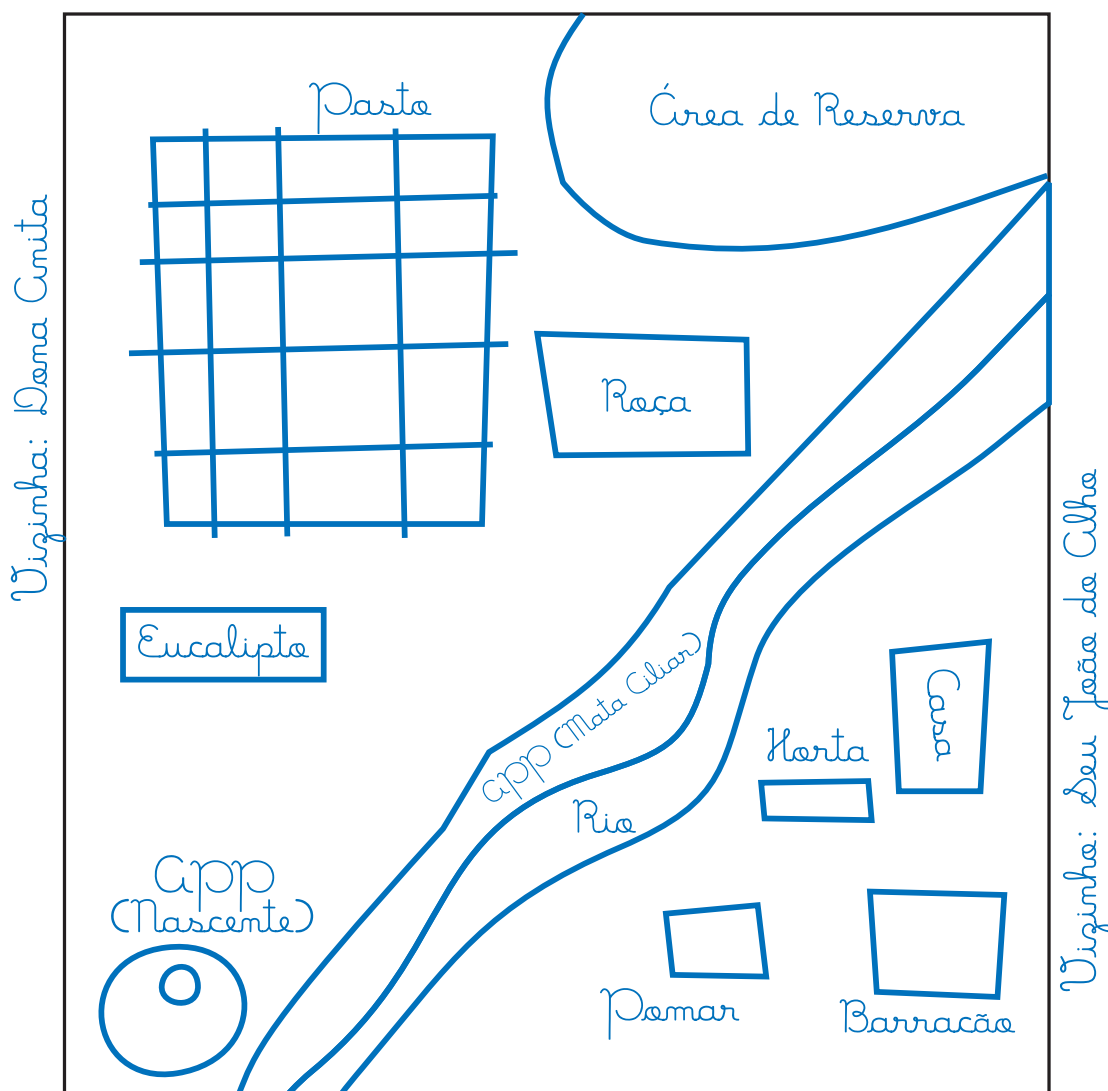 Pasto
Área de Reserva
Vizinha: Dona Anita
Roça
Eucalipto
APP (Mata Ciliar)
Casa
Horta
Rio
APP
(Nascente)
Pomar
Barracão
Vizinho: Seu João do Alho